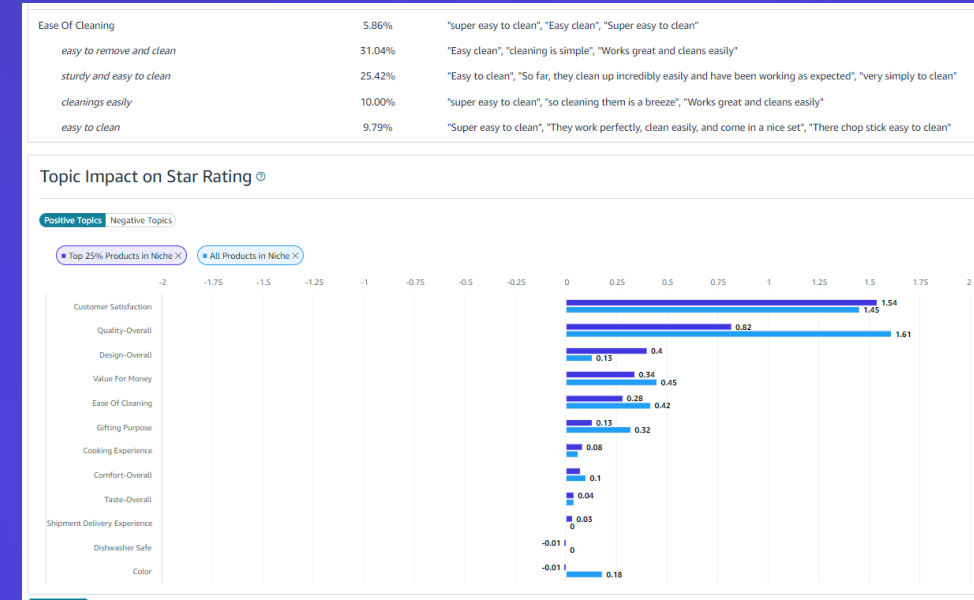 Ease Of Cleaning 5.86% "super easy to clean", "Easy clean", "Super easy to clean"
easy to remove and clean 31.04% "Easy clean", "cleaning is simple", "Works great and cleans easily"
sturdy and easy to clean 25.42% "Easy to clean", "So far, they clean up incredibly easily and have been working as expected", "very simply to clean"
cleanings easily 10.00% "super easy to clean", "so cleaning them is a breeze", "Works great and cleans easily"
easy to clean 9.79% "Super easy to clean", "They work perfectly, clean easily, and come in a nice set", "There chop stick easy to clean"
Topic Impact on Star Rating ?
Positive Topics Negative Topics
Top 25% Products in Niche All Products in Niche
-2 -1.75 -1.5 -1.25 -1 -0.75 -0.5 -0.25 0 0.25 0.5 0.75 1 1.25 1.5 1.75 2
Customer Satisfaction 1.54
1.45
Quality-Overall 0.82
1.61
Design-Overall 0.4
0.13
Value For Money 0.34
0.45
Ease Of Cleaning 0.28
0.42
Gifting Purpose 0.13
0.32
Cooking Experience 0.08
Comfort-Overall 0.1
Taste-Overall 0.04
Shipment Delivery Experience 0.03
0
Dishwasher Safe -0.01
0
Color -0.01
0.18